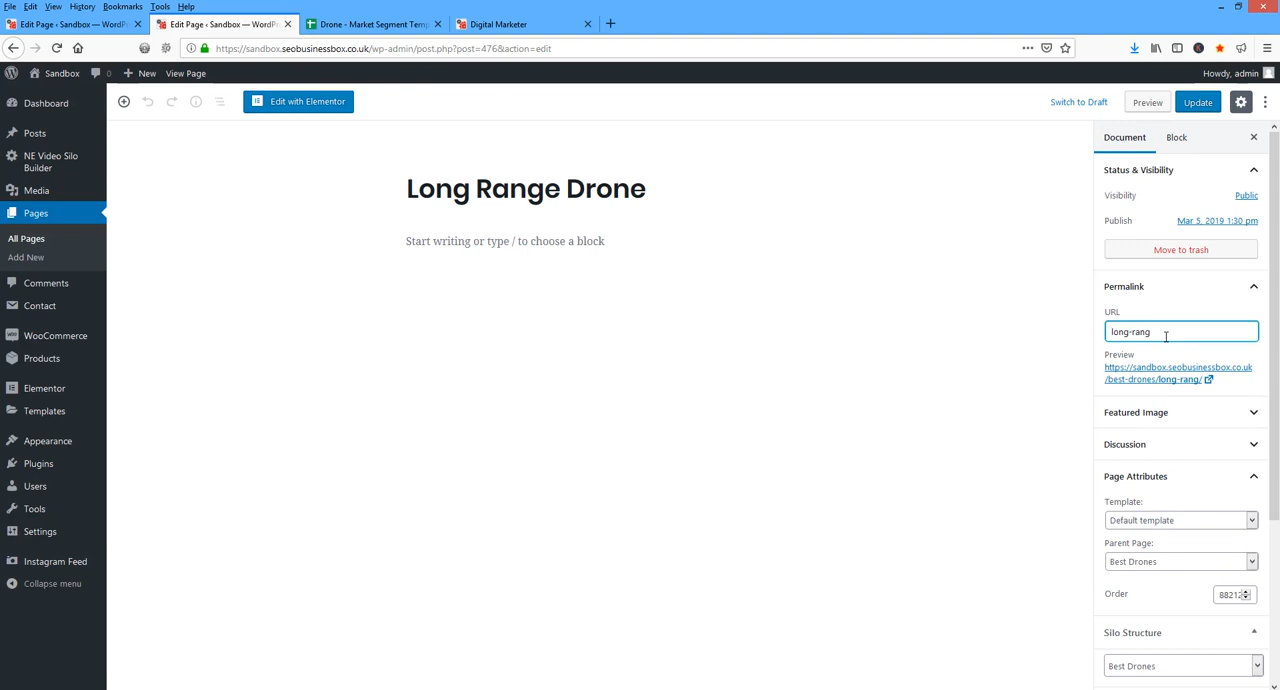 File Edit View History Bookmarks Tools Help
Edit Page ‹ Sandbox — WordPr
Edit Page ‹ Sandbox — WordPr
Drone - Market Segment Temp
Digital Marketer
https://sandbox.seobusinessbox.co.uk/wp-admin/post.php?post=476&action=edit
Sandbox 0 New View Page Howdy, admin
Dashboard
Posts
NE Video Silo
Builder
Media
Pages
All Pages
Add New
Comments
Contact
WooCommerce
Products
Elementor
Templates
Appearance
Plugins
Users
Tools
Settings
Instagram Feed
Collapse menu
Edit with Elementor
Switch to Draft Preview Update
Long Range Drone
Start writing or type / to choose a block
Document Block
Status & Visibility
Visibility Public
Publish Mar 5, 2019 1:30 pm
Move to trash
Permalink
URL
long-rang
Preview
https://sandbox.seobusinessbox.co.uk
/best-drones/long-rang/
Featured Image
Discussion
Page Attributes
Template:
Default template
Parent Page:
Best Drones
Order 88212
Silo Structure
Best Drones